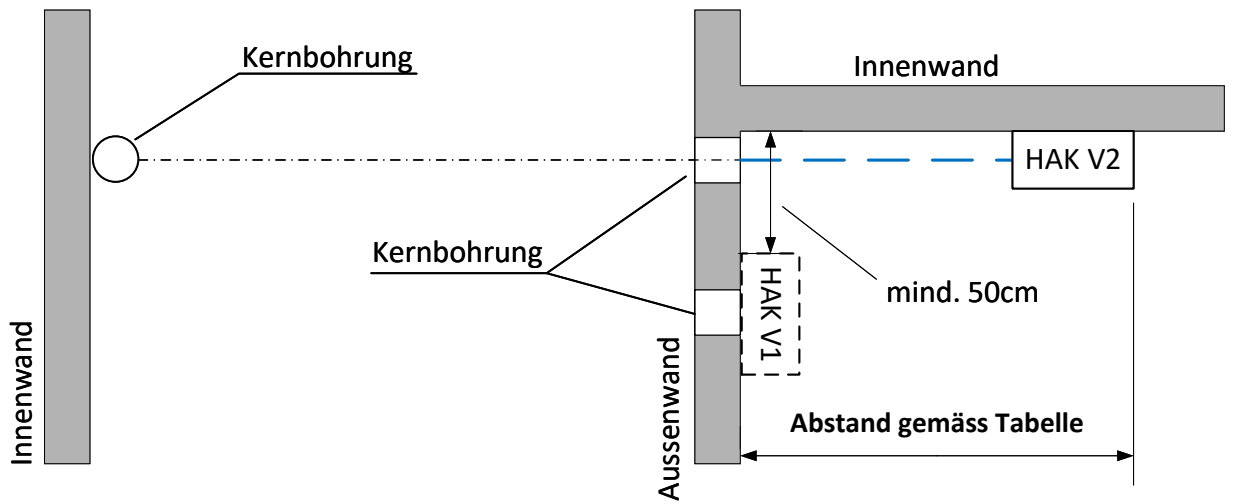 Kernbohrung
Innenwand
HAK V2
Kernbohrung
HAK V1
mind. 50cm
Innenwand
Aussenwand
Abstand gemäss Tabelle